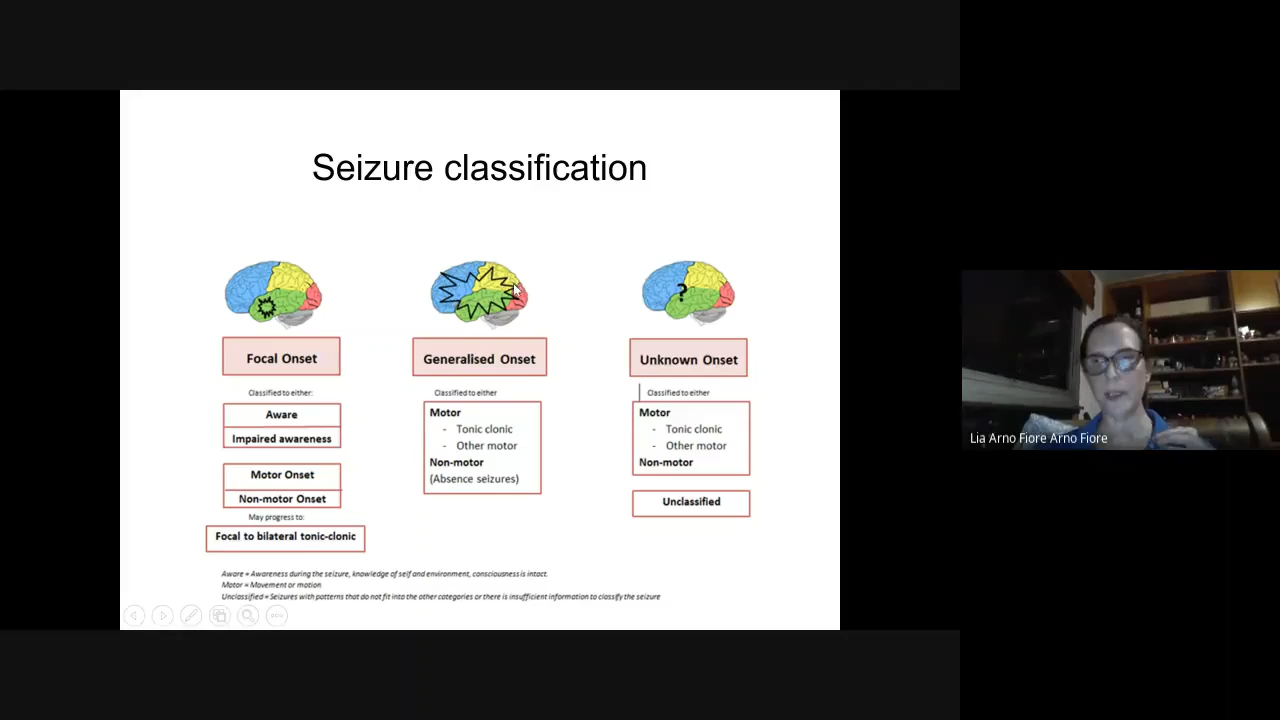 Seizure classification
?
Focal Onset
Classified to either:
Aware
Impaired awareness
Motor Onset
Non-motor Onset
May progress to:
Focal to bilateral tonic-clonic
Generalised Onset
Classified to either
Motor
- Tonic clonic
- Other motor
Non-motor
(Absence seizures)
Unknown Onset
Classified to either
Motor
- Tonic clonic
- Other motor
Non-motor
Unclassified
Aware = Awareness during the seizure, knowledge of self and environment, consciousness is intact.
Motor = Movement or motion
Unclassified = Seizures with patterns that do not fit into the other categories or there is insufficient information to classify the seizure
Lia Arno Fiore Arno Fiore